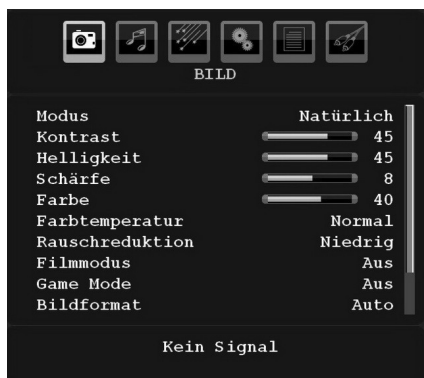 BILD
Modus Natürlich
Kontrast 45
Helligkeit 45
Schärfe 8
Farbe 40
Farbtemperatur Normal
Rauschreduktion Niedrig
Filmmodus Aus
Game Mode Aus
Bildformat Auto
Kein Signal